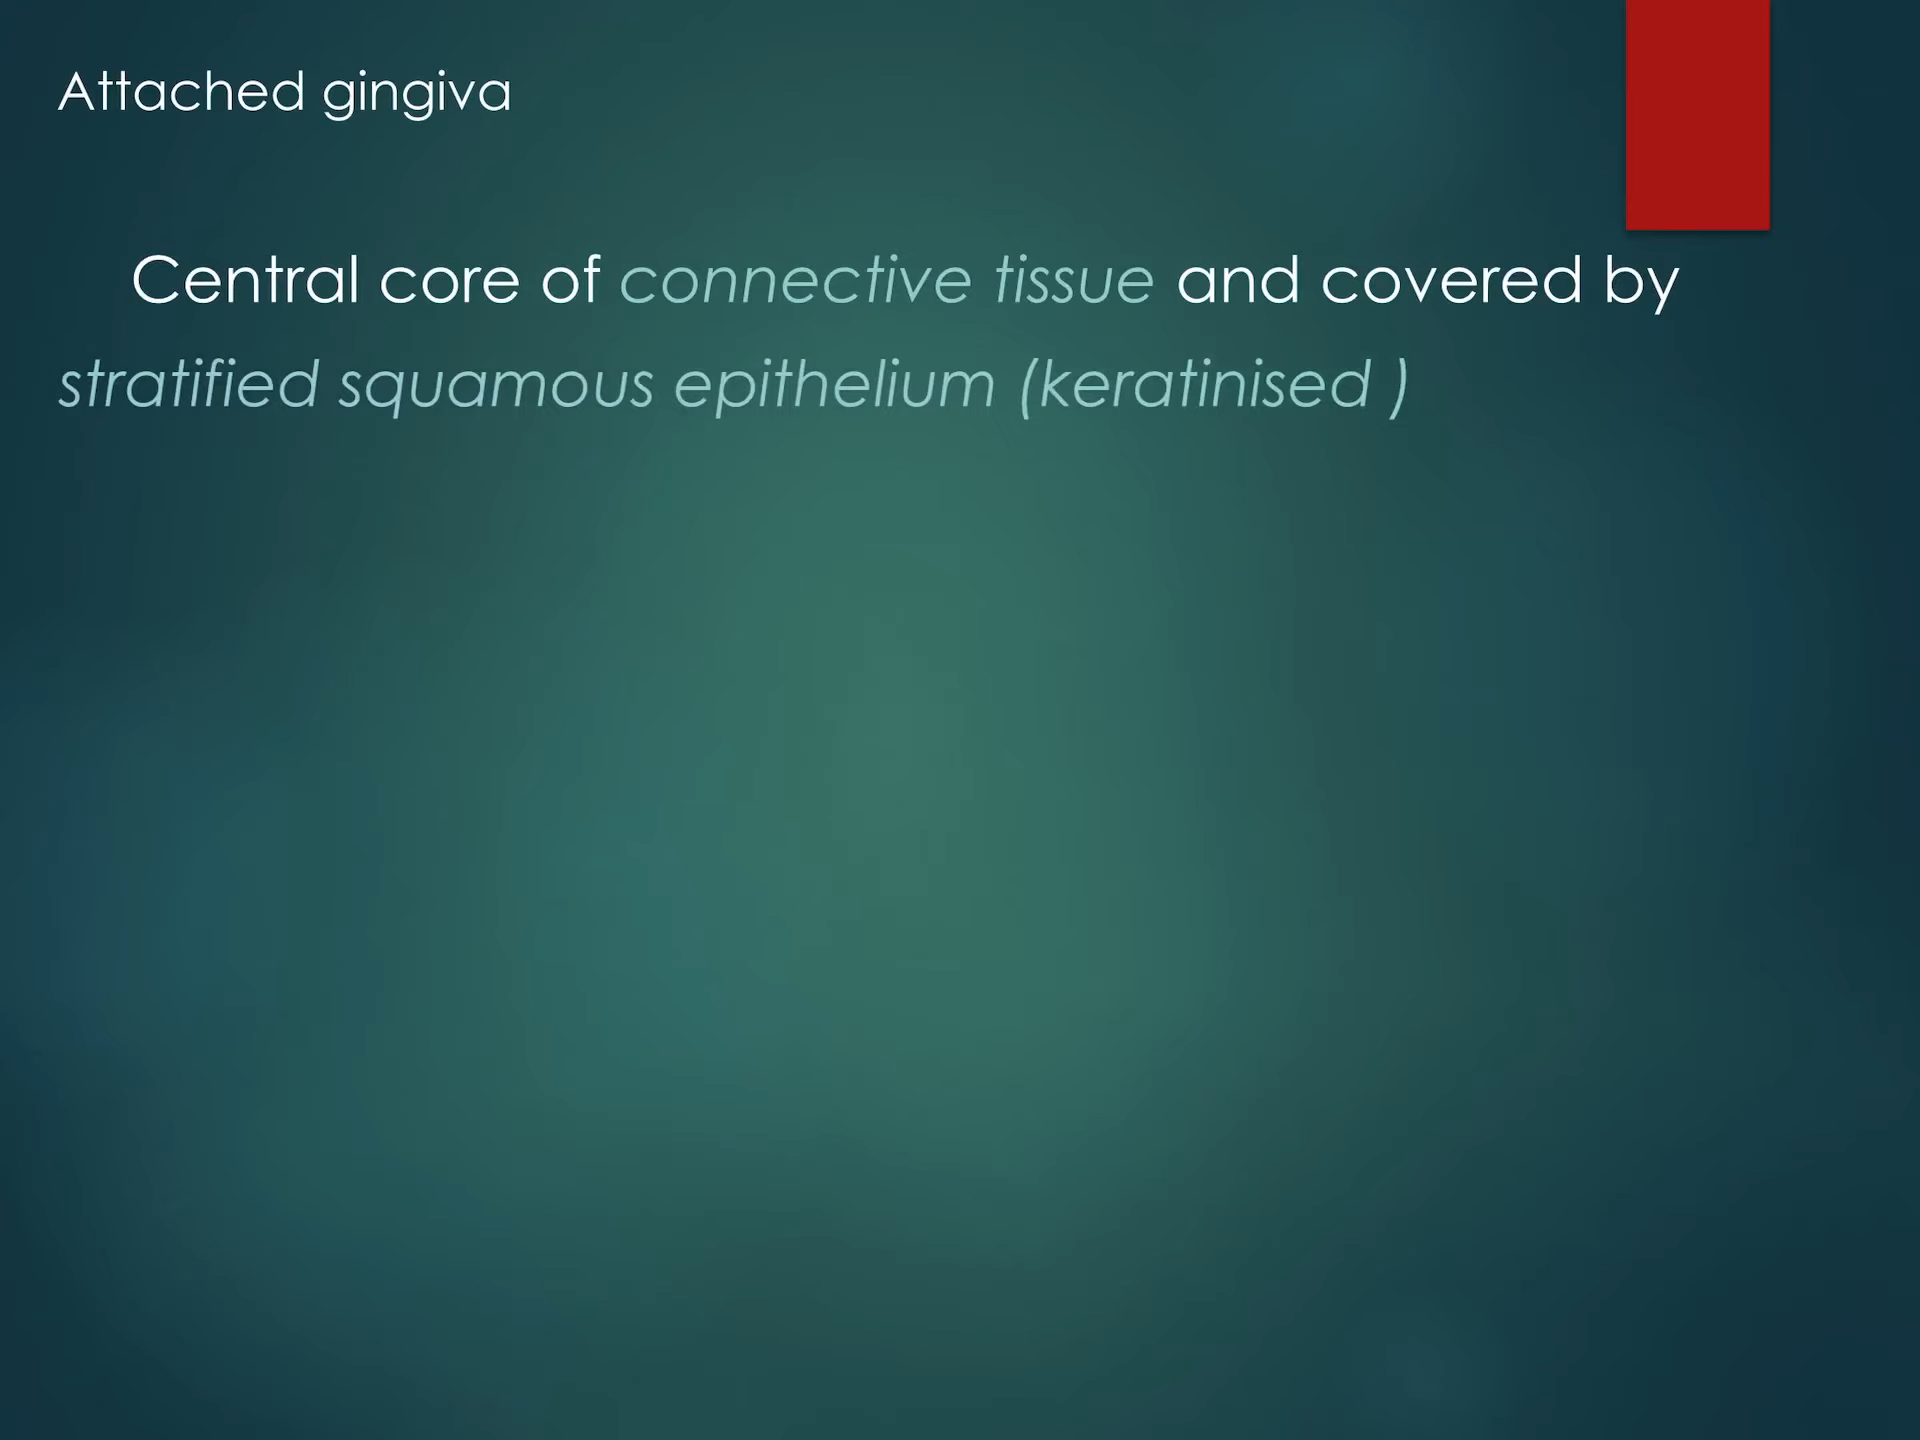 Attached gingiva
Central core of connective tissue and covered by
stratified squamous epithelium (keratinised )